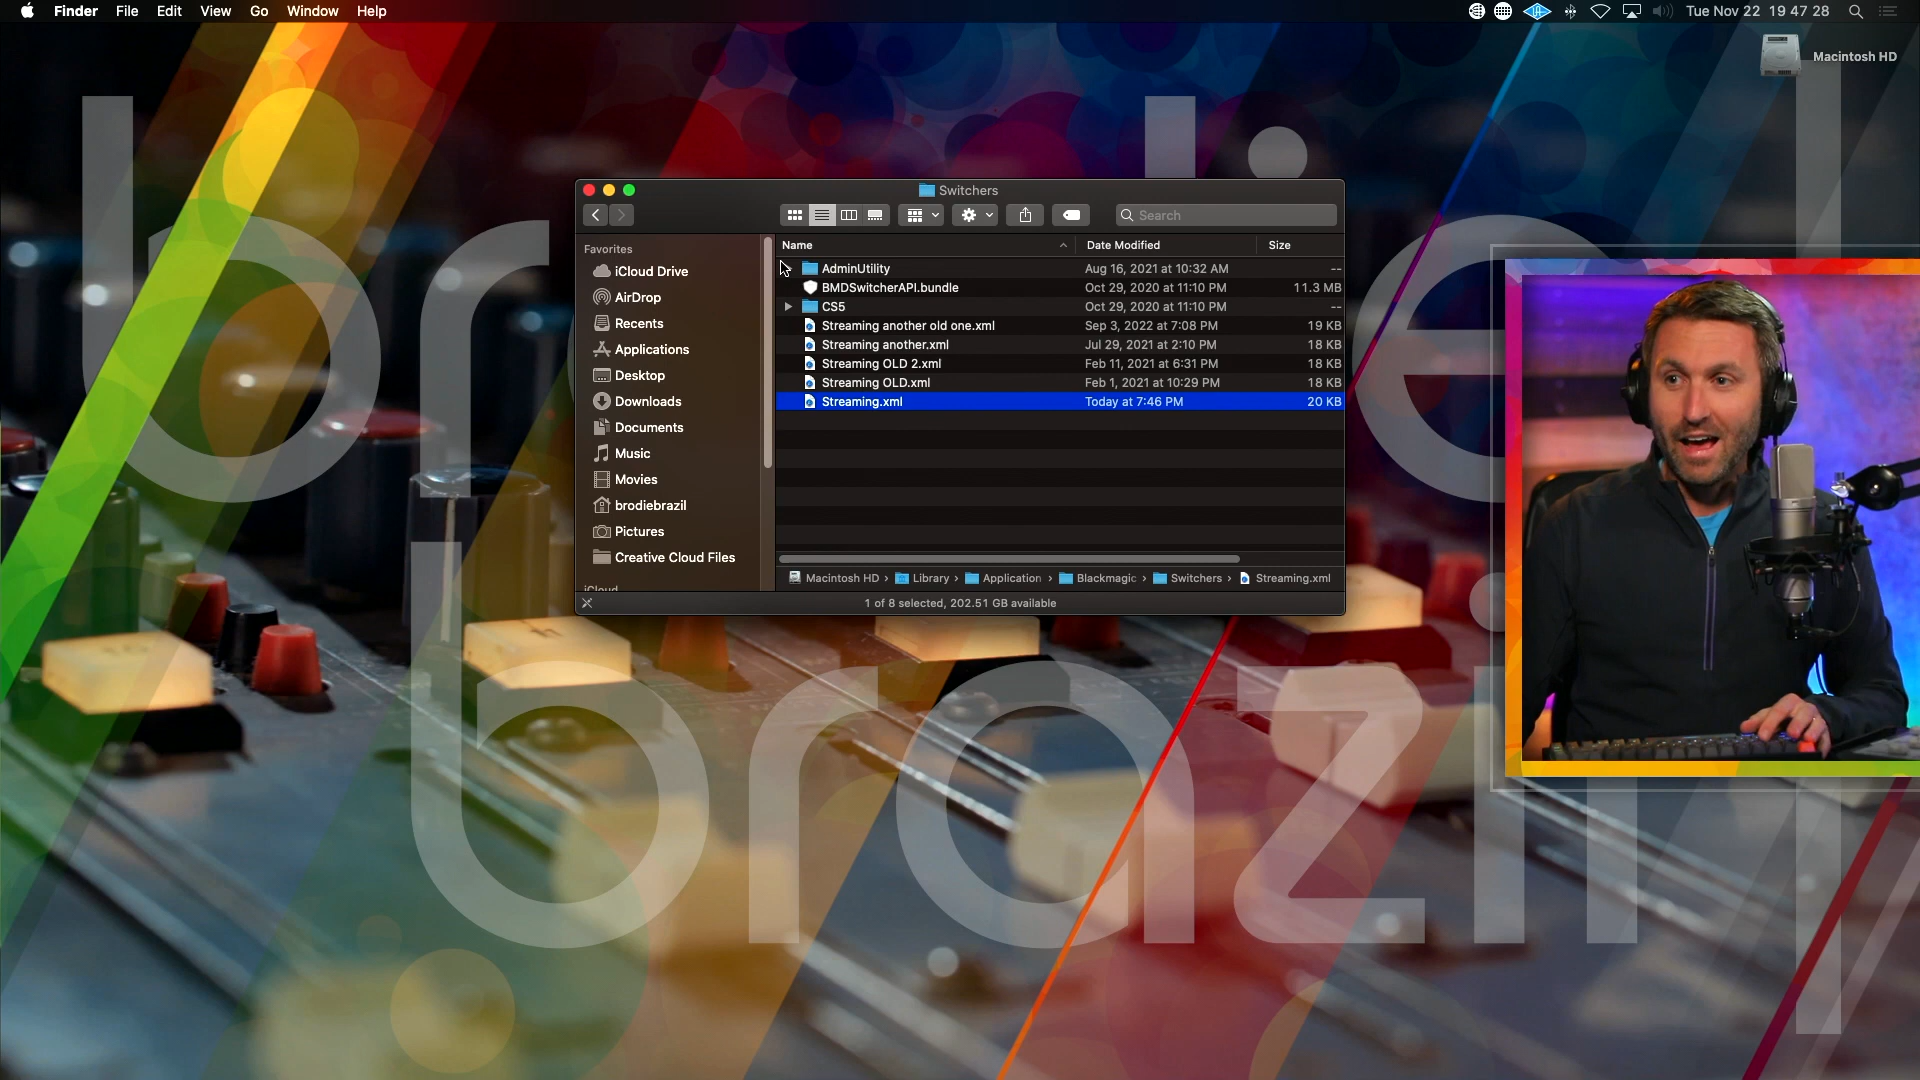 Finder File Edit View Go Window Help
Tue Nov 22 19 47 28
Macintosh HD
brodie
brazil
Switchers
Search
Favorites
iCloud Drive
AirDrop
Recents
Applications
Desktop
Downloads
Documents
Music
Movies
brodiebrazil
Pictures
Creative Cloud Files
iCloud
Name Date Modified Size
AdminUtility Aug 16, 2021 at 10:32 AM --
BMDSwitcherAPI.bundle Oct 29, 2020 at 11:10 PM 11.3 MB
CS5 Oct 29, 2020 at 11:10 PM --
Streaming another old one.xml Sep 3, 2022 at 7:08 PM 19 KB
Streaming another.xml Jul 29, 2021 at 2:10 PM 18 KB
Streaming OLD 2.xml Feb 11, 2021 at 6:31 PM 18 KB
Streaming OLD.xml Feb 1, 2021 at 10:29 PM 18 KB
Streaming.xml Today at 7:46 PM 20 KB
Macintosh HD › Library › Application › Blackmagic › Switchers › Streaming.xml
1 of 8 selected, 202.51 GB available